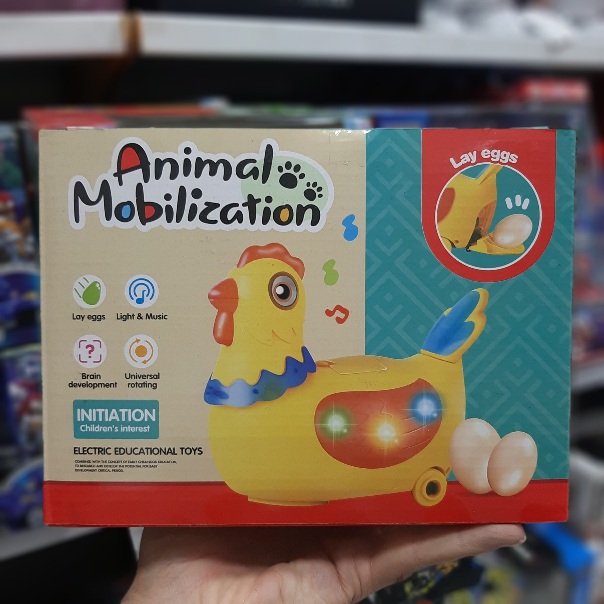 Animal
Mobilization
Lay eggs
Lay eggs
Light & Music
Brain
development
Universal
rotating
INITIATION
Children's interest
ELECTRIC EDUCATIONAL TOYS